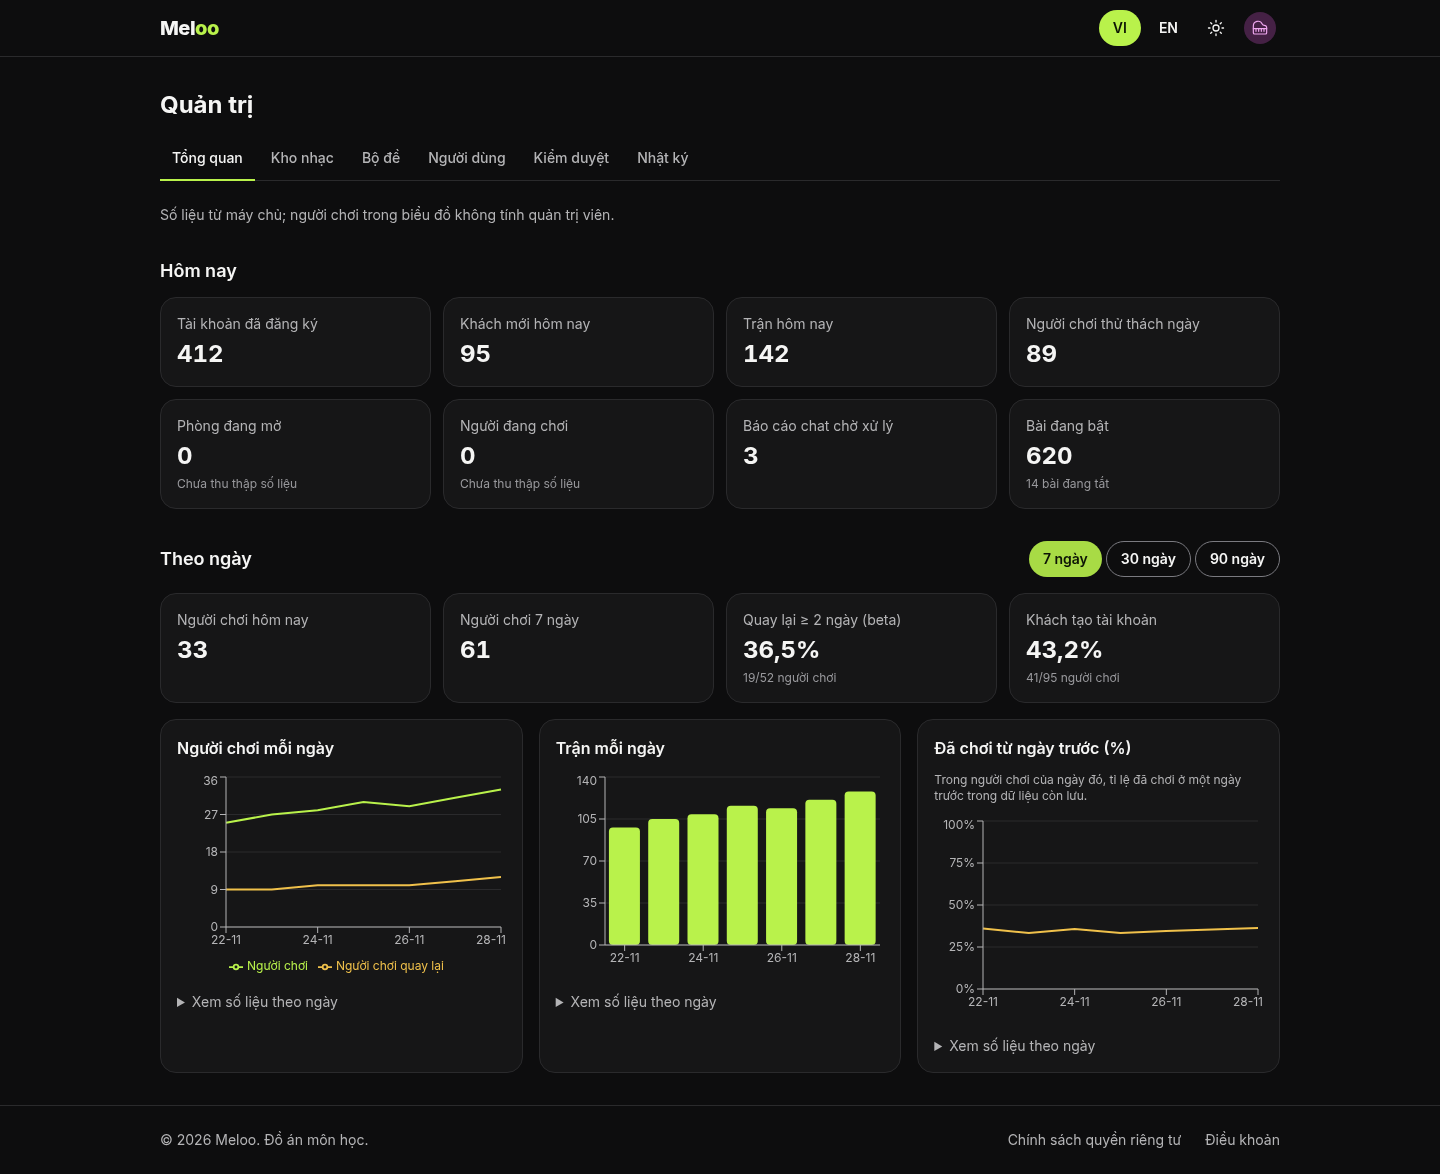 Meloo
VI
EN
Quản trị
Tổng quan
Kho nhạc
Bộ đề
Người dùng
Kiểm duyệt
Nhật ký
Số liệu từ máy chủ; người chơi trong biểu đồ không tính quản trị viên.
Hôm nay
Tài khoản đã đăng ký
412
Khách mới hôm nay
95
Trận hôm nay
142
Người chơi thử thách ngày
89
Phòng đang mở
0
Chưa thu thập số liệu
Người đang chơi
0
Chưa thu thập số liệu
Báo cáo chat chờ xử lý
3
Bài đang bật
620
14 bài đang tắt
Theo ngày
7 ngày
30 ngày
90 ngày
Người chơi hôm nay
33
Người chơi 7 ngày
61
Quay lại ≥ 2 ngày (beta)
36,5%
19/52 người chơi
Khách tạo tài khoản
43,2%
41/95 người chơi
Người chơi mỗi ngày
36
27
18
9
0
22-11
24-11
26-11
28-11
Người chơi
Người chơi quay lại
Xem số liệu theo ngày
Trận mỗi ngày
140
105
70
35
0
22-11
24-11
26-11
28-11
Xem số liệu theo ngày
Đã chơi từ ngày trước (%)
Trong người chơi của ngày đó, tỉ lệ đã chơi ở một ngày
trước trong dữ liệu còn lưu.
100%
75%
50%
25%
0%
22-11
24-11
26-11
28-11
Xem số liệu theo ngày
© 2026 Meloo. Đồ án môn học.
Chính sách quyền riêng tư
Điều khoản